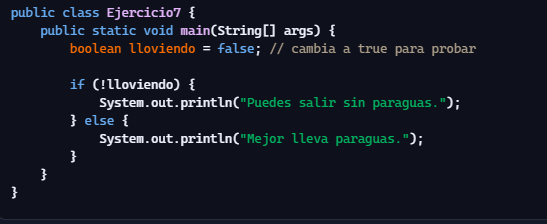 public class Ejercicio7 {
    public static void main(String[] args) {
        boolean lloviendo = false; // cambia a true para probar

        if (!lloviendo) {
            System.out.println("Puedes salir sin paraguas.");
        } else {
            System.out.println("Mejor lleva paraguas.");
        }
    }
}